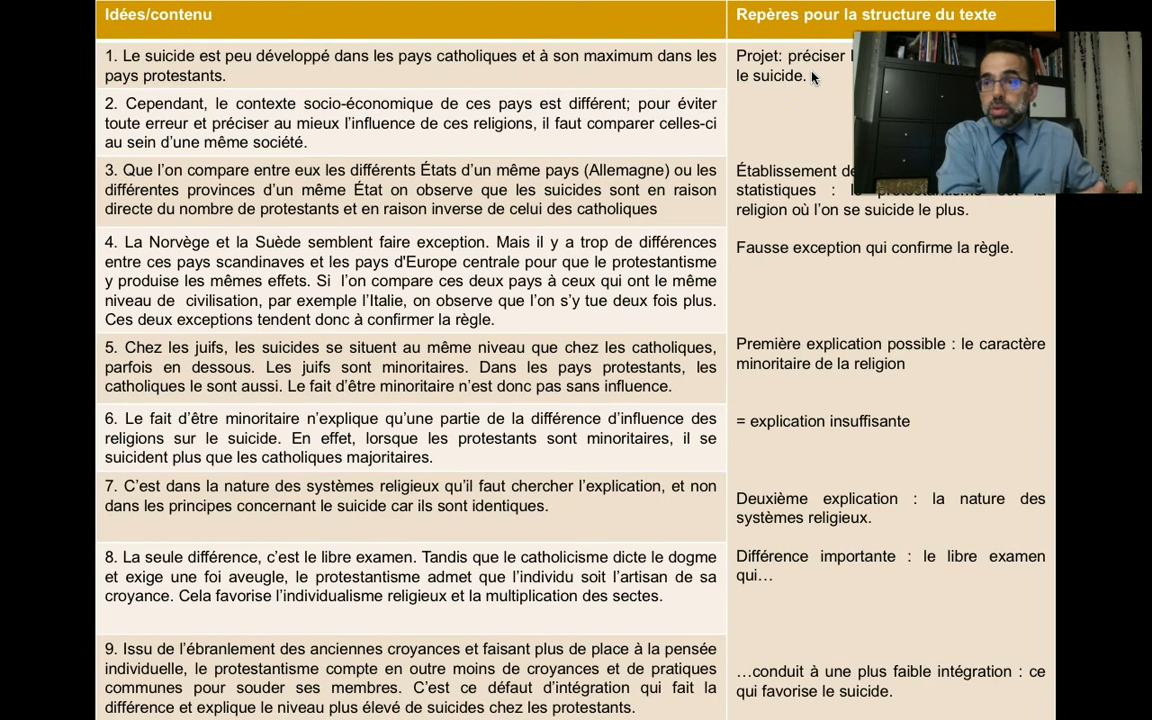 Idées/contenu
Repères pour la structure du texte
1. Le suicide est peu développé dans les pays catholiques et à son maximum dans les
pays protestants.
Projet: préciser
le suicide.
2. Cependant, le contexte socio-économique de ces pays est différent; pour éviter
toute erreur et préciser au mieux l’influence de ces religions, il faut comparer celles-ci
au sein d’une même société.
3. Que l’on compare entre eux les différents États d’un même pays (Allemagne) ou les
différentes provinces d’un même État on observe que les suicides sont en raison
directe du nombre de protestants et en raison inverse de celui des catholiques
Établissement
statistiques :
religion où l’on se suicide le plus.
4. La Norvège et la Suède semblent faire exception. Mais il y a trop de différences
entre ces pays scandinaves et les pays d'Europe centrale pour que le protestantisme
y produise les mêmes effets. Si l’on compare ces deux pays à ceux qui ont le même
niveau de civilisation, par exemple l’Italie, on observe que l’on s’y tue deux fois plus.
Ces deux exceptions tendent donc à confirmer la règle.
Fausse exception qui confirme la règle.
5. Chez les juifs, les suicides se situent au même niveau que chez les catholiques,
parfois en dessous. Les juifs sont minoritaires. Dans les pays protestants, les
catholiques le sont aussi. Le fait d’être minoritaire n’est donc pas sans influence.
Première explication possible : le caractère
minoritaire de la religion
6. Le fait d’être minoritaire n’explique qu’une partie de la différence d’influence des
religions sur le suicide. En effet, lorsque les protestants sont minoritaires, il se
suicident plus que les catholiques majoritaires.
= explication insuffisante
7. C’est dans la nature des systèmes religieux qu’il faut chercher l’explication, et non
dans les principes concernant le suicide car ils sont identiques.
Deuxième explication : la nature des
systèmes religieux.
8. La seule différence, c’est le libre examen. Tandis que le catholicisme dicte le dogme
et exige une foi aveugle, le protestantisme admet que l’individu soit l’artisan de sa
croyance. Cela favorise l’individualisme religieux et la multiplication des sectes.
Différence importante : le libre examen
qui…
9. Issu de l’ébranlement des anciennes croyances et faisant plus de place à la pensée
individuelle, le protestantisme compte en outre moins de croyances et de pratiques
communes pour souder ses membres. C’est ce défaut d’intégration qui fait la
différence et explique le niveau plus élevé de suicides chez les protestants.
…conduit à une plus faible intégration : ce
qui favorise le suicide.